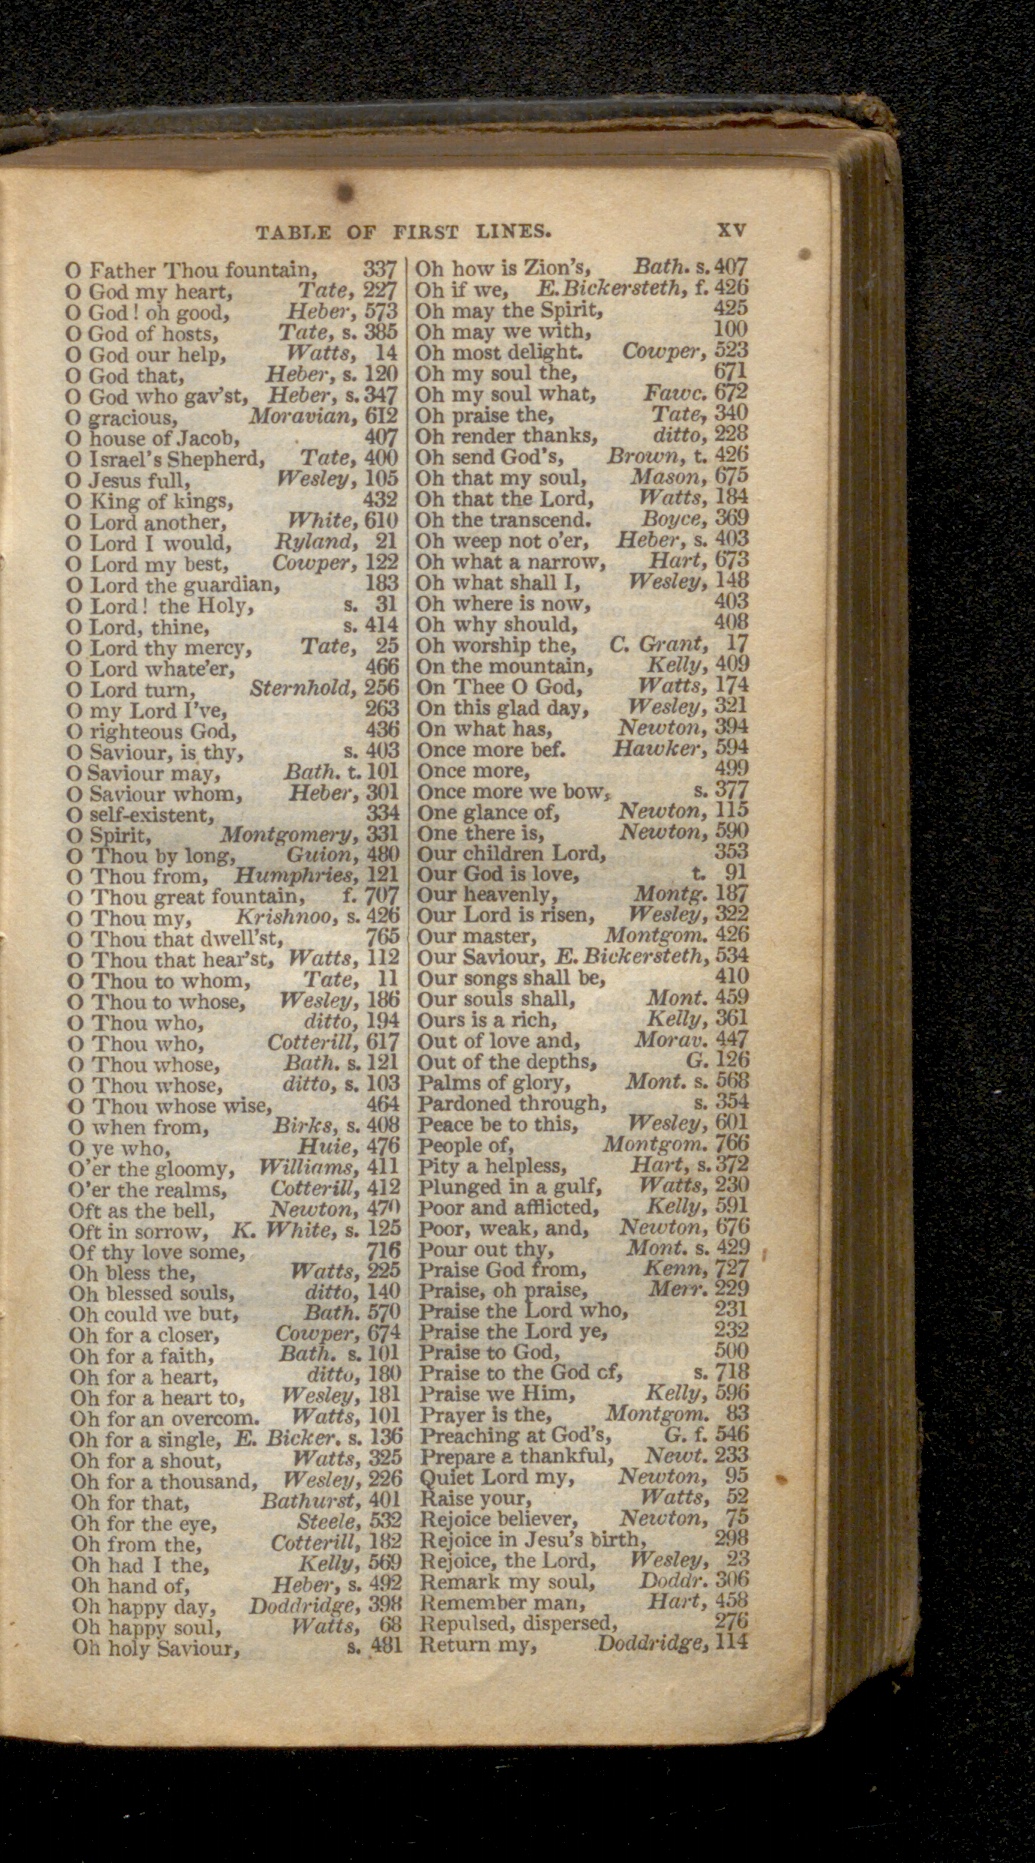 TABLE OF FIRST LINES. XV
O Father Thou fountain, 337
O God my heart, Tate, 227
O God! oh good, Heber, 573
O God of hosts, Tate, s. 385
O God our help, Watts, 14
O God that, Heber, s. 120
O God who gav'st, Heber, s. 347
O gracious, Moravian, 612
O house of Jacob, 407
O Israel's Shepherd, Tate, 400
O Jesus full, Wesley, 105
O King of kings, 432
O Lord another, White, 610
O Lord I would, Ryland, 21
O Lord my best, Cowper, 122
O Lord the guardian, 183
O Lord! the Holy, s. 31
O Lord, thine, s. 414
O Lord thy mercy, Tate, 25
O Lord whate'er, 466
O Lord turn, Sternhold, 256
O my Lord I've, 263
O righteous God, 436
O Saviour, is thy, s. 403
O Saviour may, Bath. t. 101
O Saviour whom, Heber, 301
O self-existent, 334
O Spirit, Montgomery, 331
O Thou by long, Guion, 480
O Thou from, Humphries, 121
O Thou great fountain, f. 707
O Thou my, Krishnoo, s. 426
O Thou that dwell'st, 765
O Thou that hear'st, Watts, 112
O Thou to whom, Tate, 11
O Thou to whose, Wesley, 186
O Thou who, ditto, 194
O Thou who, Cotterill, 617
O Thou whose, Bath. s. 121
O Thou whose, ditto, s. 103
O Thou whose wise, 464
O when from, Birks, s. 408
O ye who, Huie, 476
O'er the gloomy, Williams, 411
O'er the realms, Cotterill, 412
Oft as the bell, Newton, 470
Oft in sorrow, K. White, s. 125
Of thy love some, 716
Oh bless the, Watts, 225
Oh blessed souls, ditto, 140
Oh could we but, Bath. 570
Oh for a closer, Cowper, 674
Oh for a faith, Bath. s. 101
Oh for a heart, ditto, 180
Oh for a heart to, Wesley, 181
Oh for an overcom. Watts, 101
Oh for a single, E. Bicker. s. 136
Oh for a shout, Watts, 325
Oh for a thousand, Wesley, 226
Oh for that, Bathurst, 401
Oh for the eye, Steele, 532
Oh from the, Cotterill, 182
Oh had I the, Kelly, 569
Oh hand of, Heber, s. 492
Oh happy day, Doddridge, 398
Oh happy soul, Watts, 68
Oh holy Saviour, s. 481
Oh how is Zion's, Bath. s. 407
Oh if we, E. Bickersteth, f. 426
Oh may the Spirit, 425
Oh may we with, 100
Oh most delight. Cowper, 523
Oh my soul the, 671
Oh my soul what, Fawc. 672
Oh praise the, Tate, 340
Oh render thanks, ditto, 228
Oh send God's, Brown, t. 426
Oh that my soul, Mason, 675
Oh that the Lord, Watts, 184
Oh the transcend. Boyce, 369
Oh weep not o'er, Heber, s. 403
Oh what a narrow, Hart, 673
Oh what shall I, Wesley, 148
Oh where is now, 403
Oh why should, 408
Oh worship the, C. Grant, 17
On the mountain, Kelly, 409
On Thee O God, Watts, 174
On this glad day, Wesley, 321
On what has, Newton, 394
Once more bef. Hawker, 594
Once more, 499
Once more we bow, s. 377
One glance of, Newton, 115
One there is, Newton, 590
Our children Lord, 353
Our God is love, t. 91
Our heavenly, Montg. 187
Our Lord is risen, Wesley, 322
Our master, Montgom. 426
Our Saviour, E. Bickersteth, 534
Our songs shall be, 410
Our souls shall, Mont. 459
Ours is a rich, Kelly, 361
Out of love and, Morav. 447
Out of the depths, G. 126
Palms of glory, Mont. s. 568
Pardoned through, s. 354
Peace be to this, Wesley, 601
People of, Montgom. 766
Pity a helpless, Hart, s. 372
Plunged in a gulf, Watts, 230
Poor and afflicted, Kelly, 591
Poor, weak, and, Newton, 676
Pour out thy, Mont. s. 429
Praise God from, Kenn, 727
Praise, oh praise, Merr. 229
Praise the Lord who, 231
Praise the Lord ye, 232
Praise to God, 500
Praise to the God cf, s. 718
Praise we Him, Kelly, 596
Prayer is the, Montgom. 83
Preaching at God's, G. f. 546
Prepare a thankful, Newt. 233
Quiet Lord my, Newton, 95
Raise your, Watts, 52
Rejoice believer, Newton, 75
Rejoice in Jesu's birth, 298
Rejoice, the Lord, Wesley, 23
Remark my soul, Doddr. 306
Remember man, Hart, 458
Repulsed, dispersed, 276
Return my, Doddridge, 114